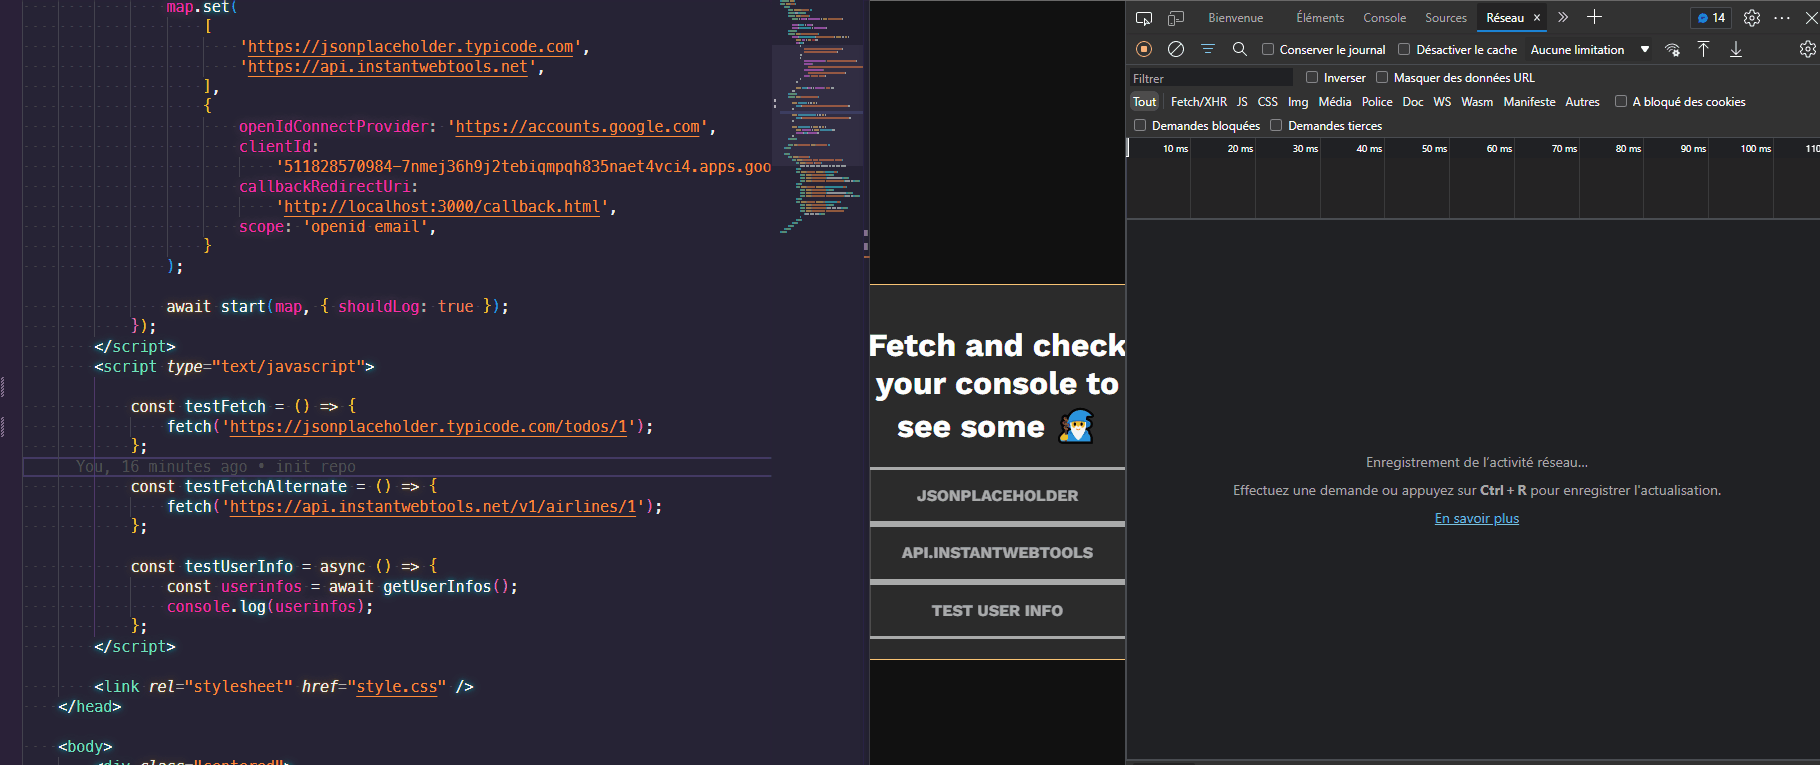 map.set(
[
'https://jsonplaceholder.typicode.com',
'https://api.instantwebtools.net',
],
{
openIdConnectProvider: 'https://accounts.google.com',
clientId:
'511828570984-7nmej36h9j2tebiqmpqh835naet4vci4.apps.goo
callbackRedirectUri:
'http://localhost:3000/callback.html',
scope: 'openid email',
}
);
await start(map, { shouldLog: true });
});
</script>
<script type="text/javascript">
const testFetch = () => {
fetch('https://jsonplaceholder.typicode.com/todos/1');
};
You, 16 minutes ago • init repo
const testFetchAlternate = () => {
fetch('https://api.instantwebtools.net/v1/airlines/1');
};
const testUserInfo = async () => {
const userinfos = await getUserInfos();
console.log(userinfos);
};
</script>
<link rel="stylesheet" href="style.css" />
</head>
<body>
<div class="centered">
Fetch and check
your console to
see some 🧙‍♂️
JSONPLACEHOLDER
API.INSTANTWEBTOOLS
TEST USER INFO
Bienvenue Éléments Console Sources Réseau × 14
Conserver le journal Désactiver le cache Aucune limitation
Filtrer Inverser Masquer des données URL
Tout Fetch/XHR JS CSS Img Média Police Doc WS Wasm Manifeste Autres A bloqué des cookies
Demandes bloquées Demandes tierces
10 ms 20 ms 30 ms 40 ms 50 ms 60 ms 70 ms 80 ms 90 ms 100 ms 110
Enregistrement de l'activité réseau...
Effectuez une demande ou appuyez sur Ctrl + R pour enregistrer l'actualisation.
En savoir plus